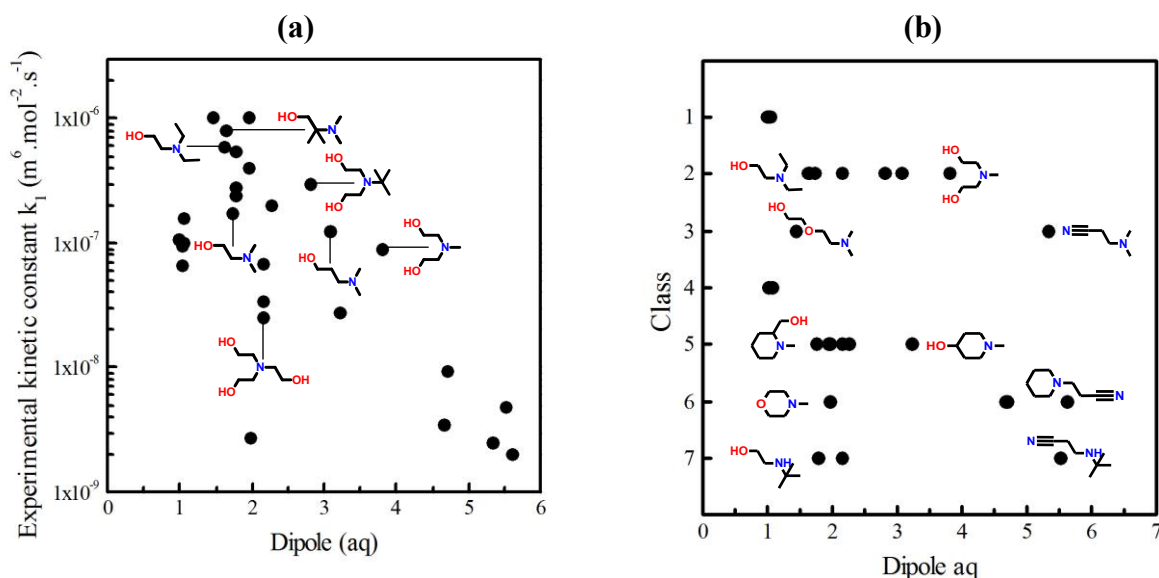 (a)
Experimental kinetic constant k₁ (m⁶.mol⁻².s⁻¹)
1x10⁻⁶
1x10⁻⁷
1x10⁻⁸
1x10⁻⁹
HO
N
HO
N
HO
N
HO
HO
N
HO
HO
N
HO
N
HO
N
HO
OH
0 1 2 3 4 5 6
Dipole (aq)
(b)
Class
1
2
3
4
5
6
7
HO
N
HO
N
HO
HO
O
N
N
N
OH
N
HO
N
O
N
N
N
HO
NH
N
NH
0 1 2 3 4 5 6 7
Dipole aq